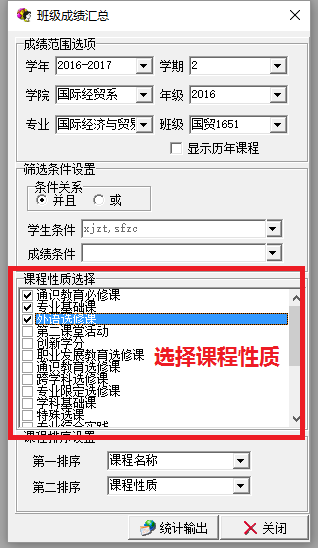 班级成绩汇总
成绩范围选项
学年 2016-2017 学期 2
学院 国际经贸系 年级 2016
专业 国际经济与贸易 班级 国贸1651
显示历年课程
筛选条件设置
条件关系
并且 或
学生条件 xjzt,sfzc
成绩条件
课程性质选择
通识教育必修课
专业基础课
外语选修课
第二课堂活动
创新学分
职业发展教育选修课
通识教育选修课
跨学科选修课
专业限定选修课
学科基础课
特殊选课
专业综合实践
选择课程性质
课程排序设置
第一排序 课程名称
第二排序 课程性质
统计输出 关闭